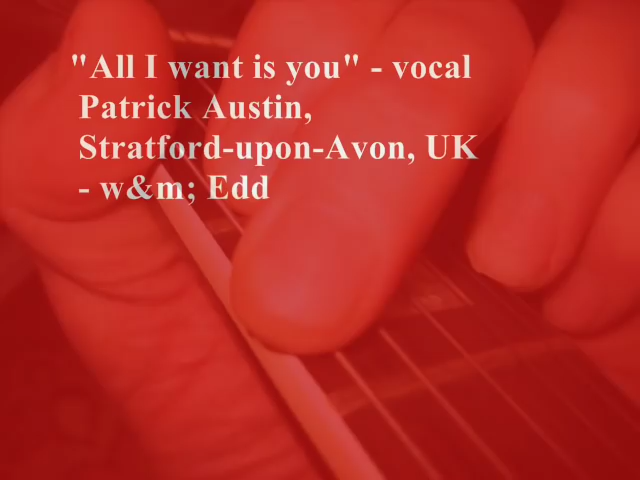 "All I want is you" - vocal
Patrick Austin,
Stratford-upon-Avon, UK
- w&m; Edd